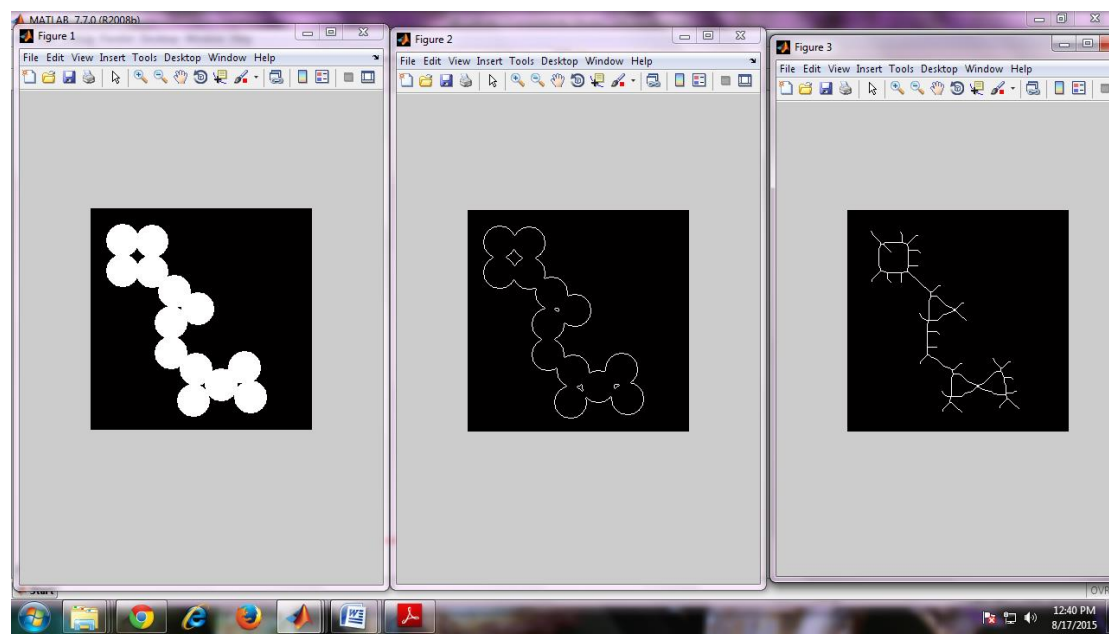 MATLAB 7.7.0 (R2008b)
Figure 1
File Edit View Insert Tools Desktop Window Help
Figure 2
File Edit View Insert Tools Desktop Window Help
Figure 3
File Edit View Insert Tools Desktop Window Help
Start
OVR
12:40 PM
8/17/2015